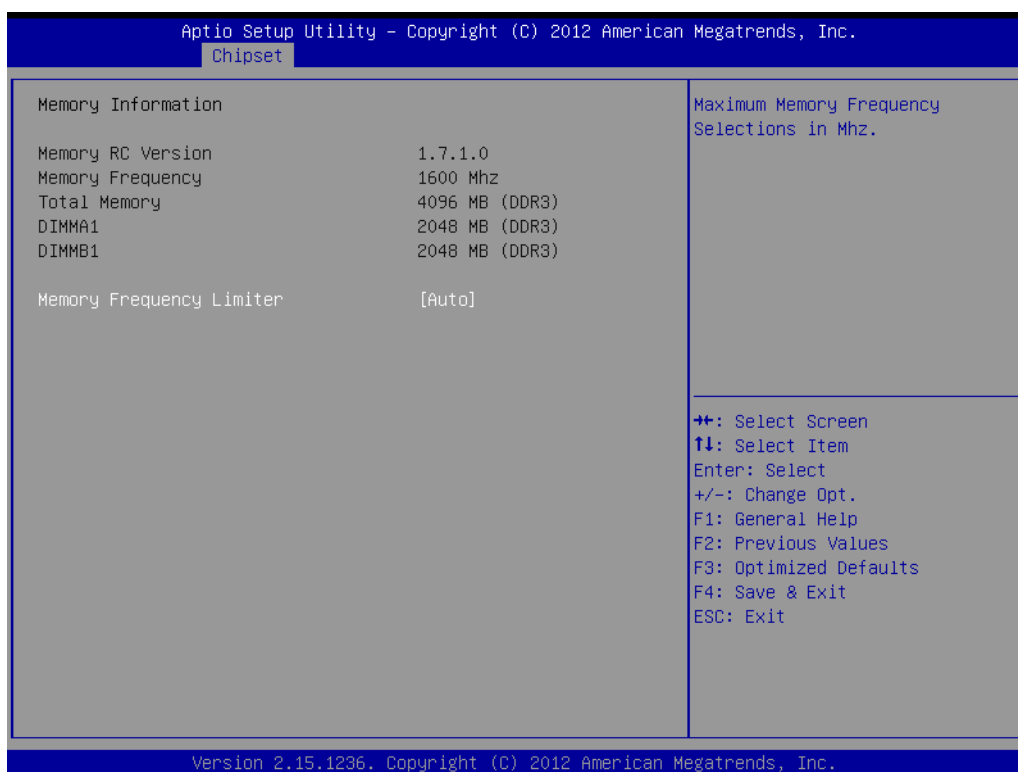 Aptio Setup Utility – Copyright (C) 2012 American Megatrends, Inc.
Chipset
Memory Information
Memory RC Version 1.7.1.0
Memory Frequency 1600 Mhz
Total Memory 4096 MB (DDR3)
DIMMA1 2048 MB (DDR3)
DIMMB1 2048 MB (DDR3)
Memory Frequency Limiter [Auto]
Maximum Memory Frequency
Selections in Mhz.
→←: Select Screen
↑↓: Select Item
Enter: Select
+/-: Change Opt.
F1: General Help
F2: Previous Values
F3: Optimized Defaults
F4: Save & Exit
ESC: Exit
Version 2.15.1236. Copyright (C) 2012 American Megatrends, Inc.